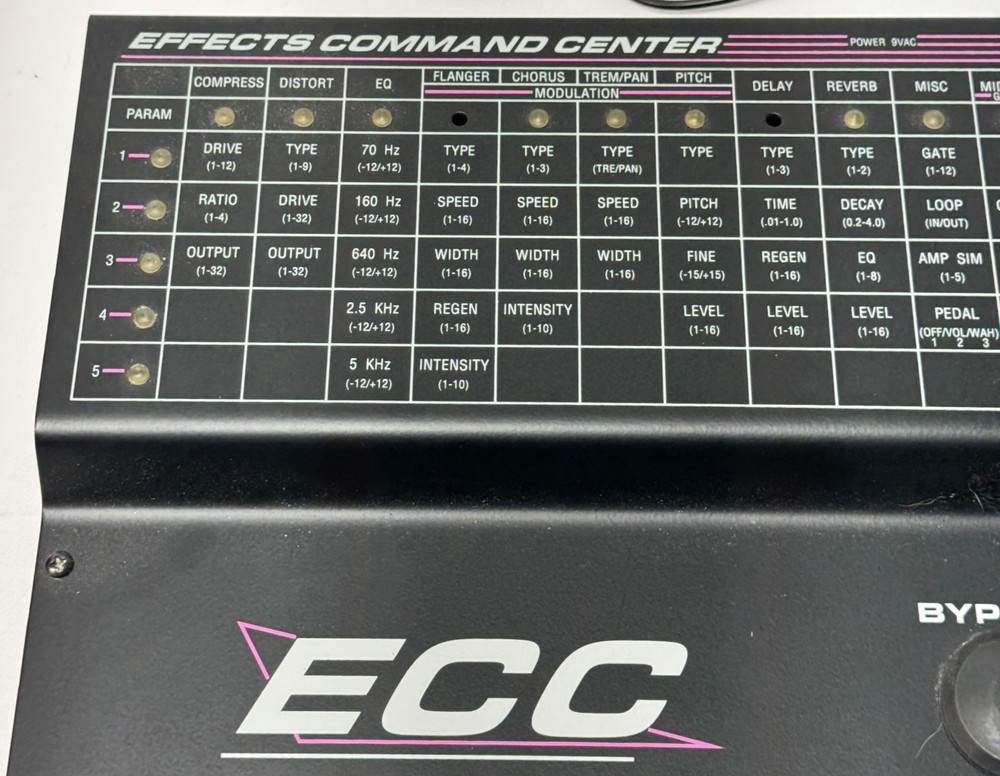 EFFECTS COMMAND CENTER POWER 9VAC
COMPRESS DISTORT EQ FLANGER CHORUS TREM/PAN PITCH DELAY REVERB MISC
MODULATION
PARAM
1 DRIVE TYPE 70 Hz TYPE TYPE TYPE TYPE TYPE TYPE GATE
(1-12) (1-9) (-12/+12) (1-4) (1-3) (TRE/PAN) (1-3) (1-2) (1-12)
2 RATIO DRIVE 160 Hz SPEED SPEED SPEED PITCH TIME DECAY LOOP
(1-4) (1-32) (-12/+12) (1-16) (1-16) (1-16) (-12/+12) (.01-1.0) (0.2-4.0) (IN/OUT)
3 OUTPUT OUTPUT 640 Hz WIDTH WIDTH WIDTH FINE REGEN EQ AMP SIM
(1-32) (1-32) (-12/+12) (1-16) (1-16) (1-16) (-15/+15) (1-16) (1-8) (1-5)
4 2.5 KHz REGEN INTENSITY LEVEL LEVEL LEVEL PEDAL
(-12/+12) (1-16) (1-10) (1-16) (1-16) (1-16) (OFF/VOL/WAH)
1 2 3
5 5 KHz INTENSITY
(-12/+12) (1-10)
BYP
ECC